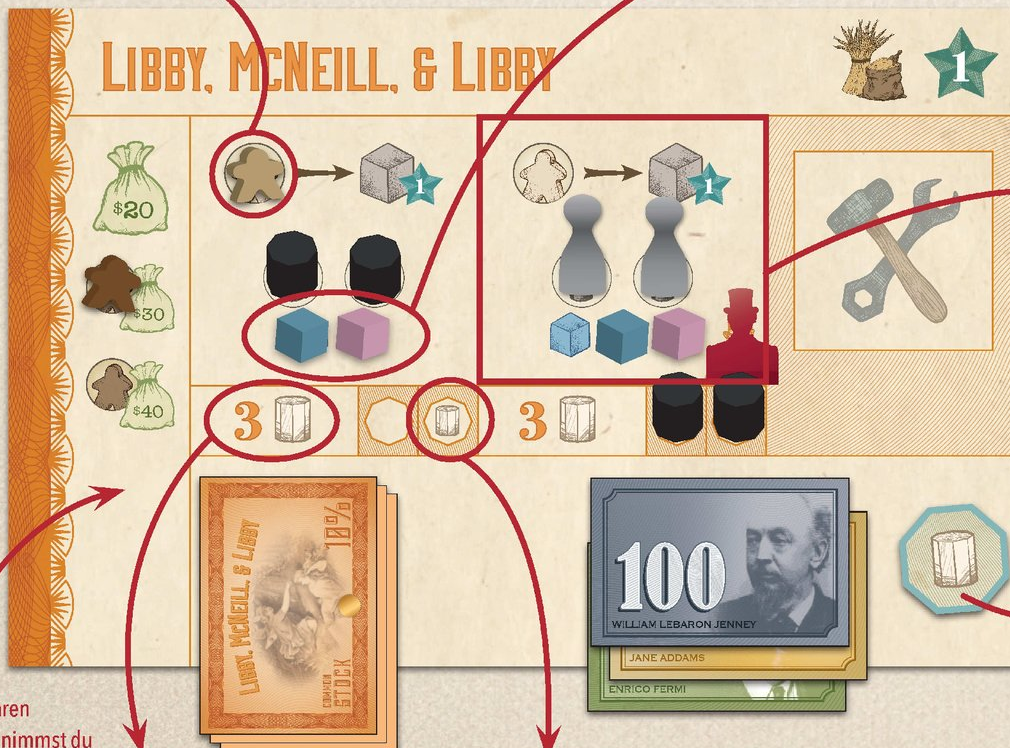 LIBBY, MCNEILL, & LIBBY
1
$20
1
1
$30
$40
3
3
LIBBY, MCNEILL, & LIBBY
10%
COMMON
STOCK
100
WILLIAM LEBARON JENNEY
JANE ADDAMS
ENRICO FERMI
nimmst du